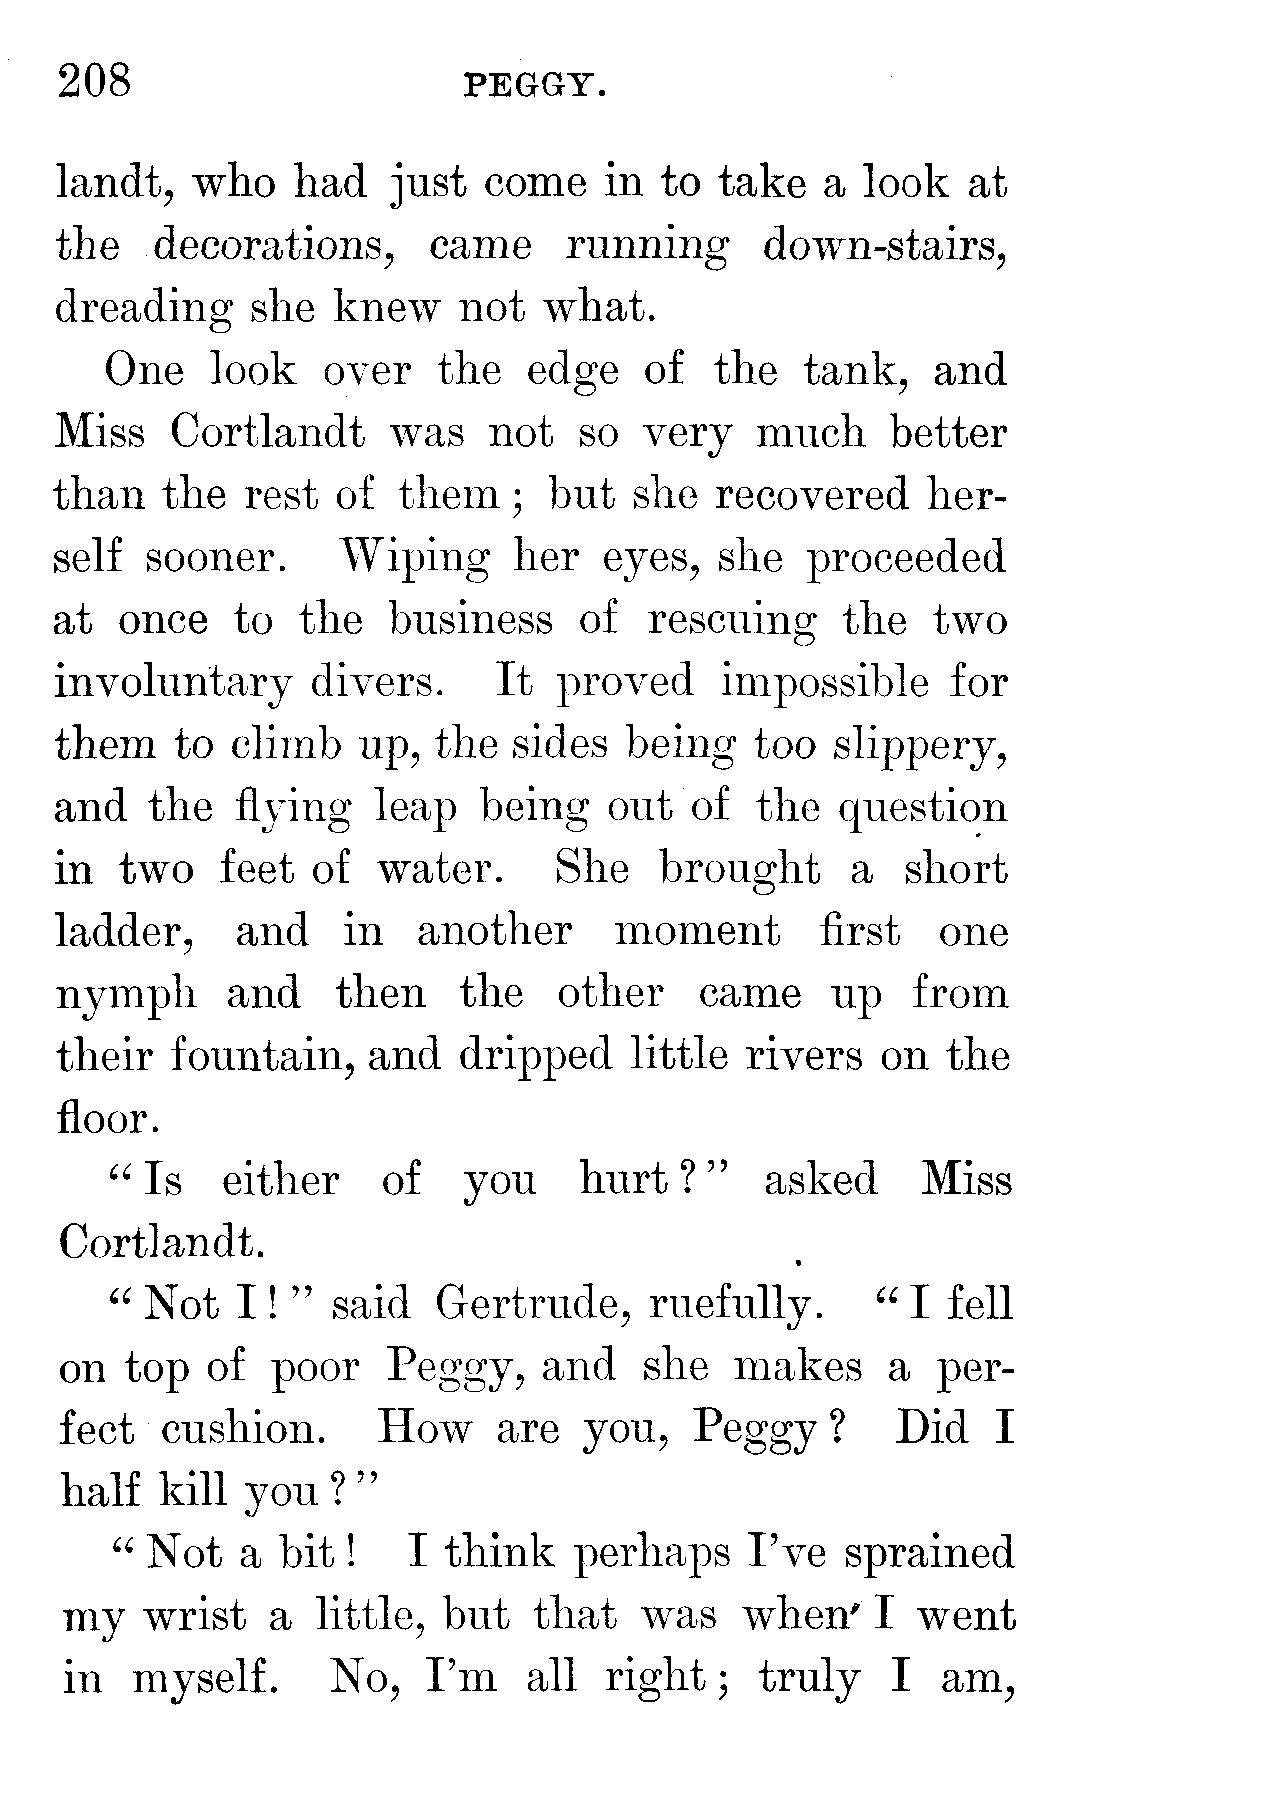 208 PEGGY.
landt, who had just come in to take a look at
the decorations, came running down-stairs,
dreading she knew not what.
One look over the edge of the tank, and
Miss Cortlandt was not so very much better
than the rest of them ; but she recovered her-
self sooner. Wiping her eyes, she proceeded
at once to the business of rescuing the two
involuntary divers. It proved impossible for
them to climb up, the sides being too slippery,
and the flying leap being out of the question
in two feet of water. She brought a short
ladder, and in another moment first one
nymph and then the other came up from
their fountain, and dripped little rivers on the
floor.
“ Is either of you hurt ? ” asked Miss
Cortlandt.
“ Not I ! ” said Gertrude, ruefully. “ I fell
on top of poor Peggy, and she makes a per-
fect cushion. How are you, Peggy ? Did I
half kill you ? ”
“ Not a bit ! I think perhaps I’ve sprained
my wrist a little, but that was when I went
in myself. No, I’m all right ; truly I am,